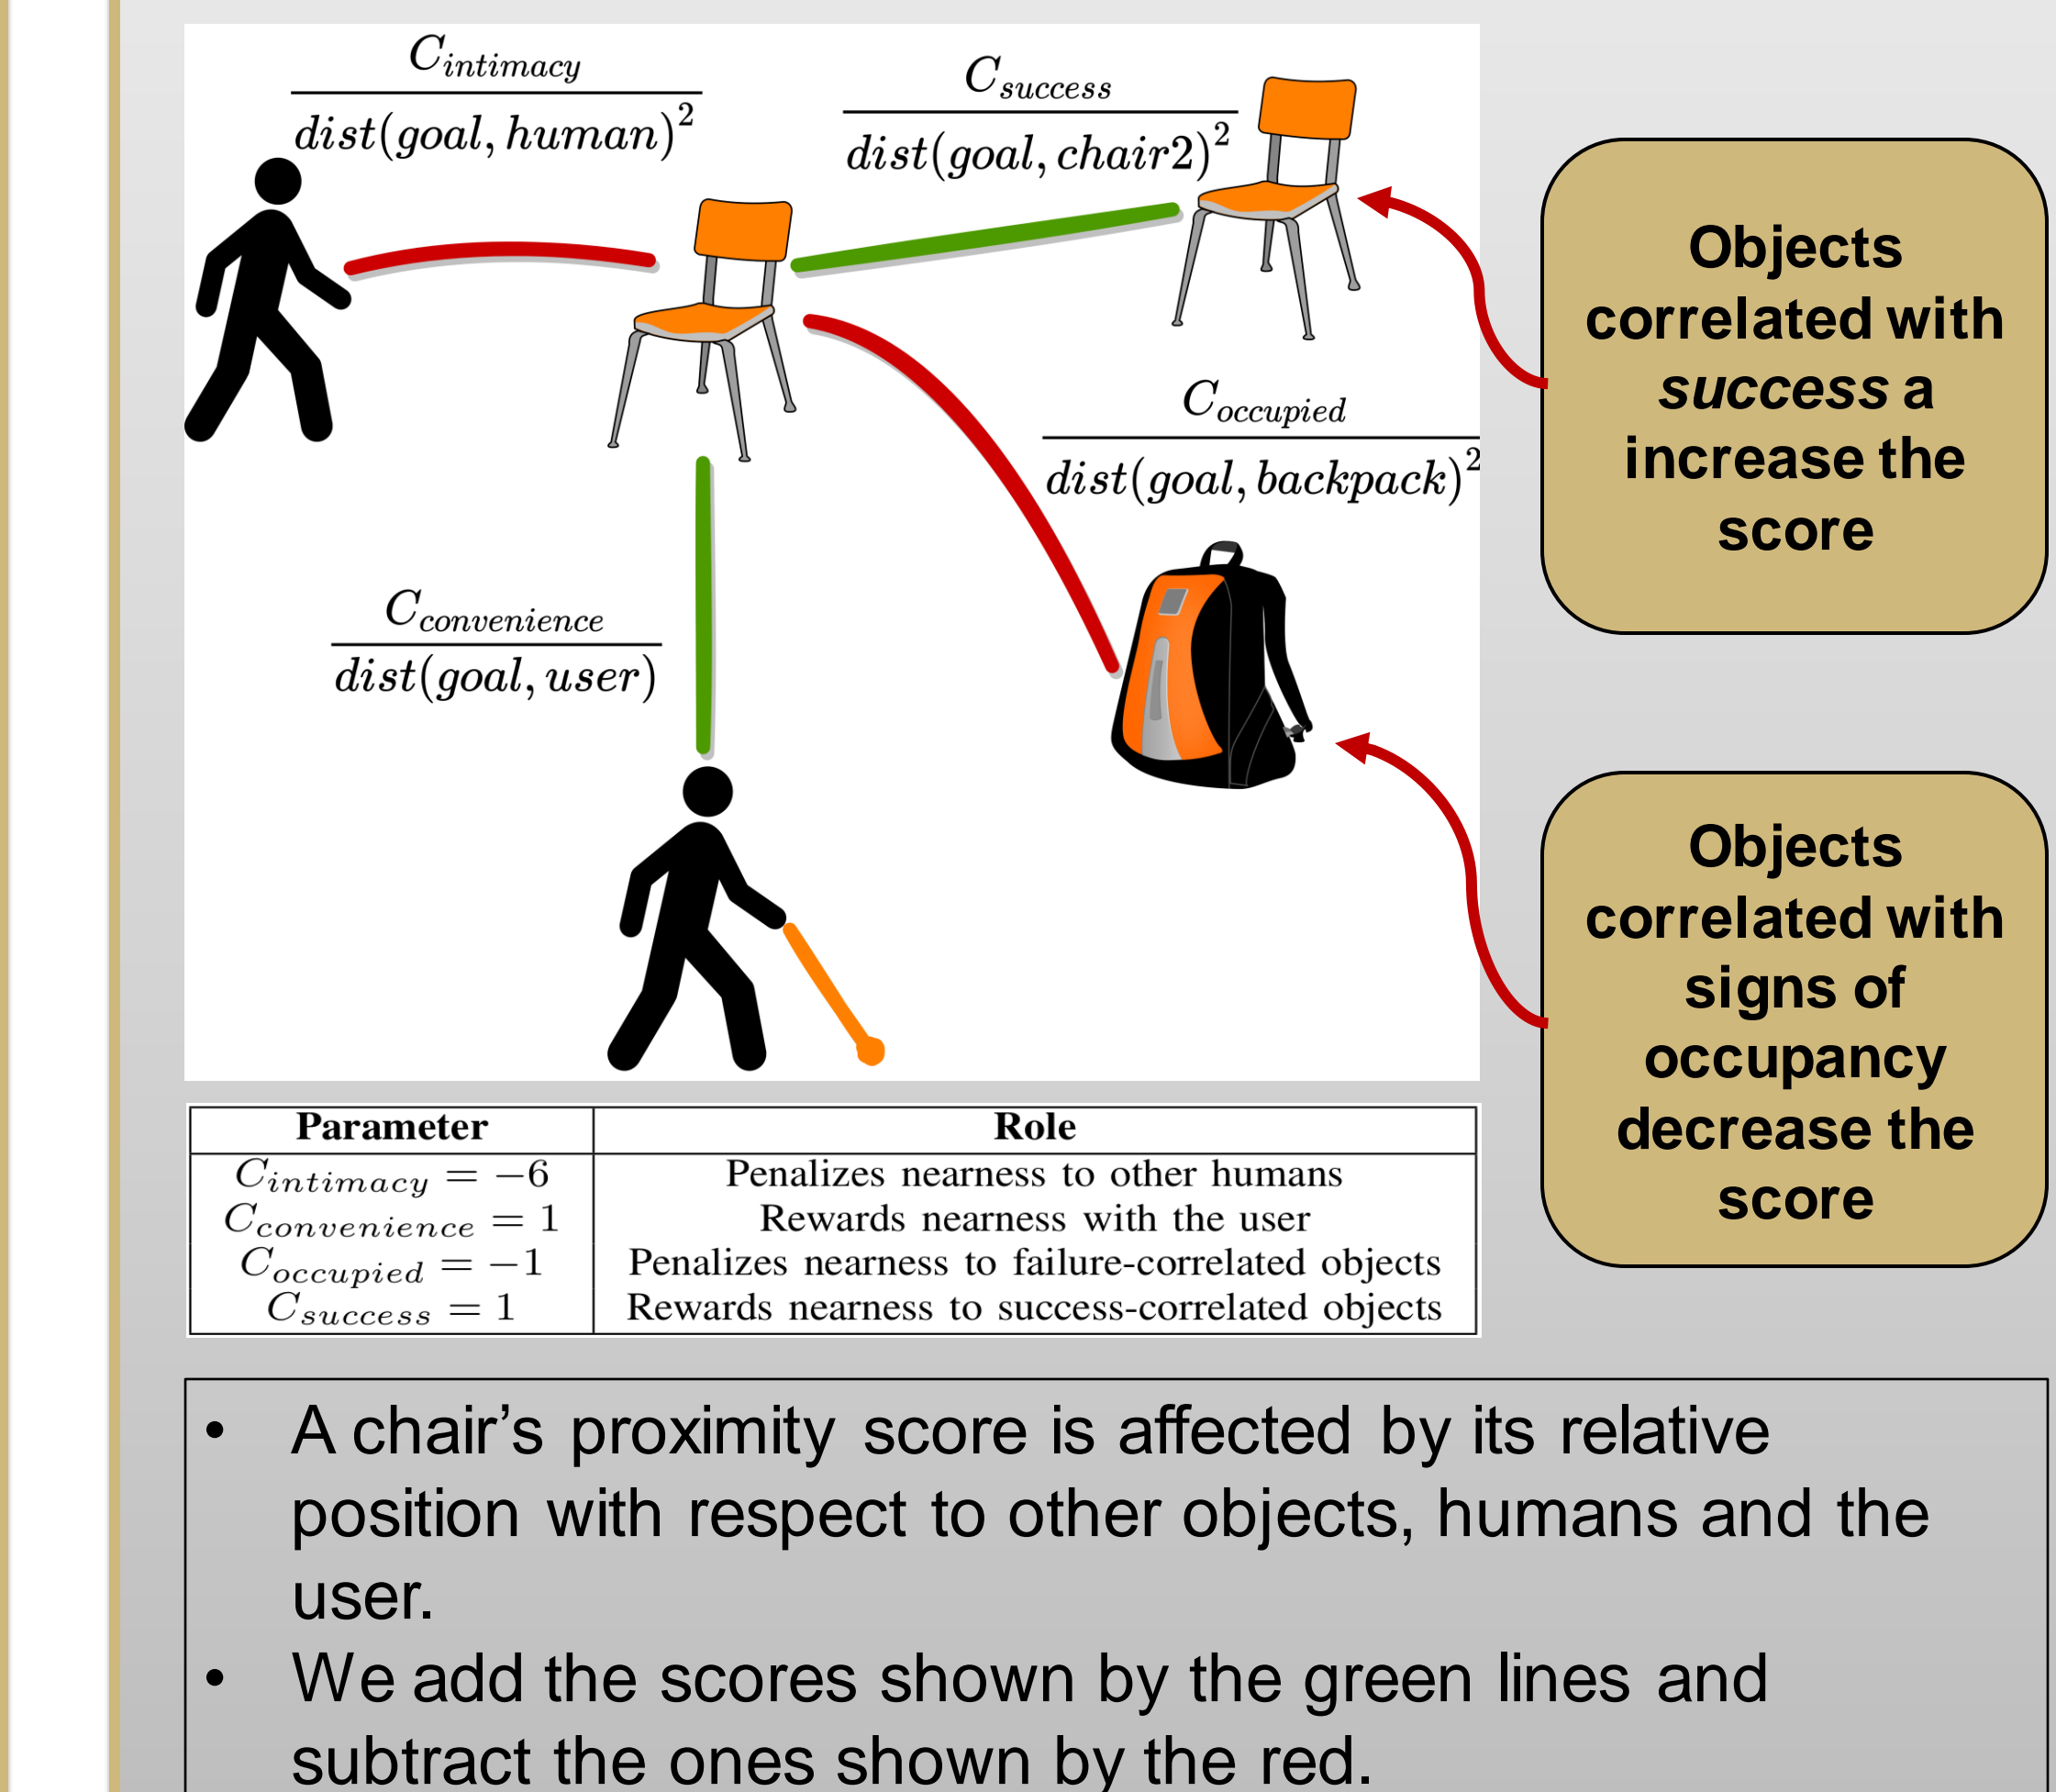 C_intimacy
dist(goal, human)²
C_success
dist(goal, chair2)²
C_occupied
dist(goal, backpack)²
C_convenience
dist(goal, user)
Objects
correlated with
success a
increase the
score
Objects
correlated with
signs of
occupancy
decrease the
score
Parameter Role
C_intimacy = −6 Penalizes nearness to other humans
C_convenience = 1 Rewards nearness with the user
C_occupied = −1 Penalizes nearness to failure-correlated objects
C_success = 1 Rewards nearness to success-correlated objects
• A chair’s proximity score is affected by its relative
position with respect to other objects, humans and the
user.
• We add the scores shown by the green lines and
subtract the ones shown by the red.